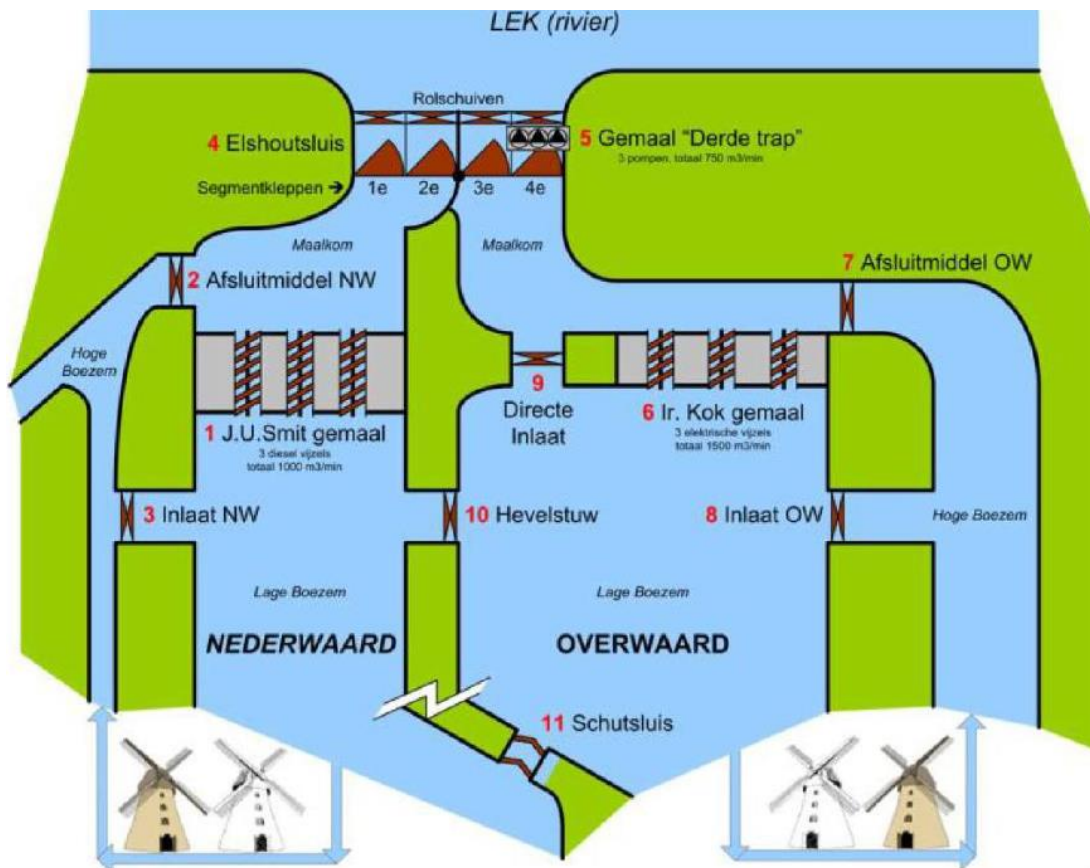 LEK (rivier)
Rolschuiven
4 Elshoutsluis
5 Gemaal "Derde trap"
3 pompen, totaal 750 m3/min
Segmentkleppen →
1e 2e 3e 4e
Maalkom
Maalkom
2 Afsluitmiddel NW
7 Afsluitmiddel OW
Hoge
Boezem
9
Directe
Inlaat
1 J.U.Smit gemaal
3 diesel vijzels
totaal 1000 m3/min
6 Ir. Kok gemaal
3 elektrische vijzels
totaal 1500 m3/min
3 Inlaat NW
10 Hevelstuw
8 Inlaat OW
Hoge Boezem
Lage Boezem
Lage Boezem
NEDERWAARD
OVERWAARD
11 Schutsluis